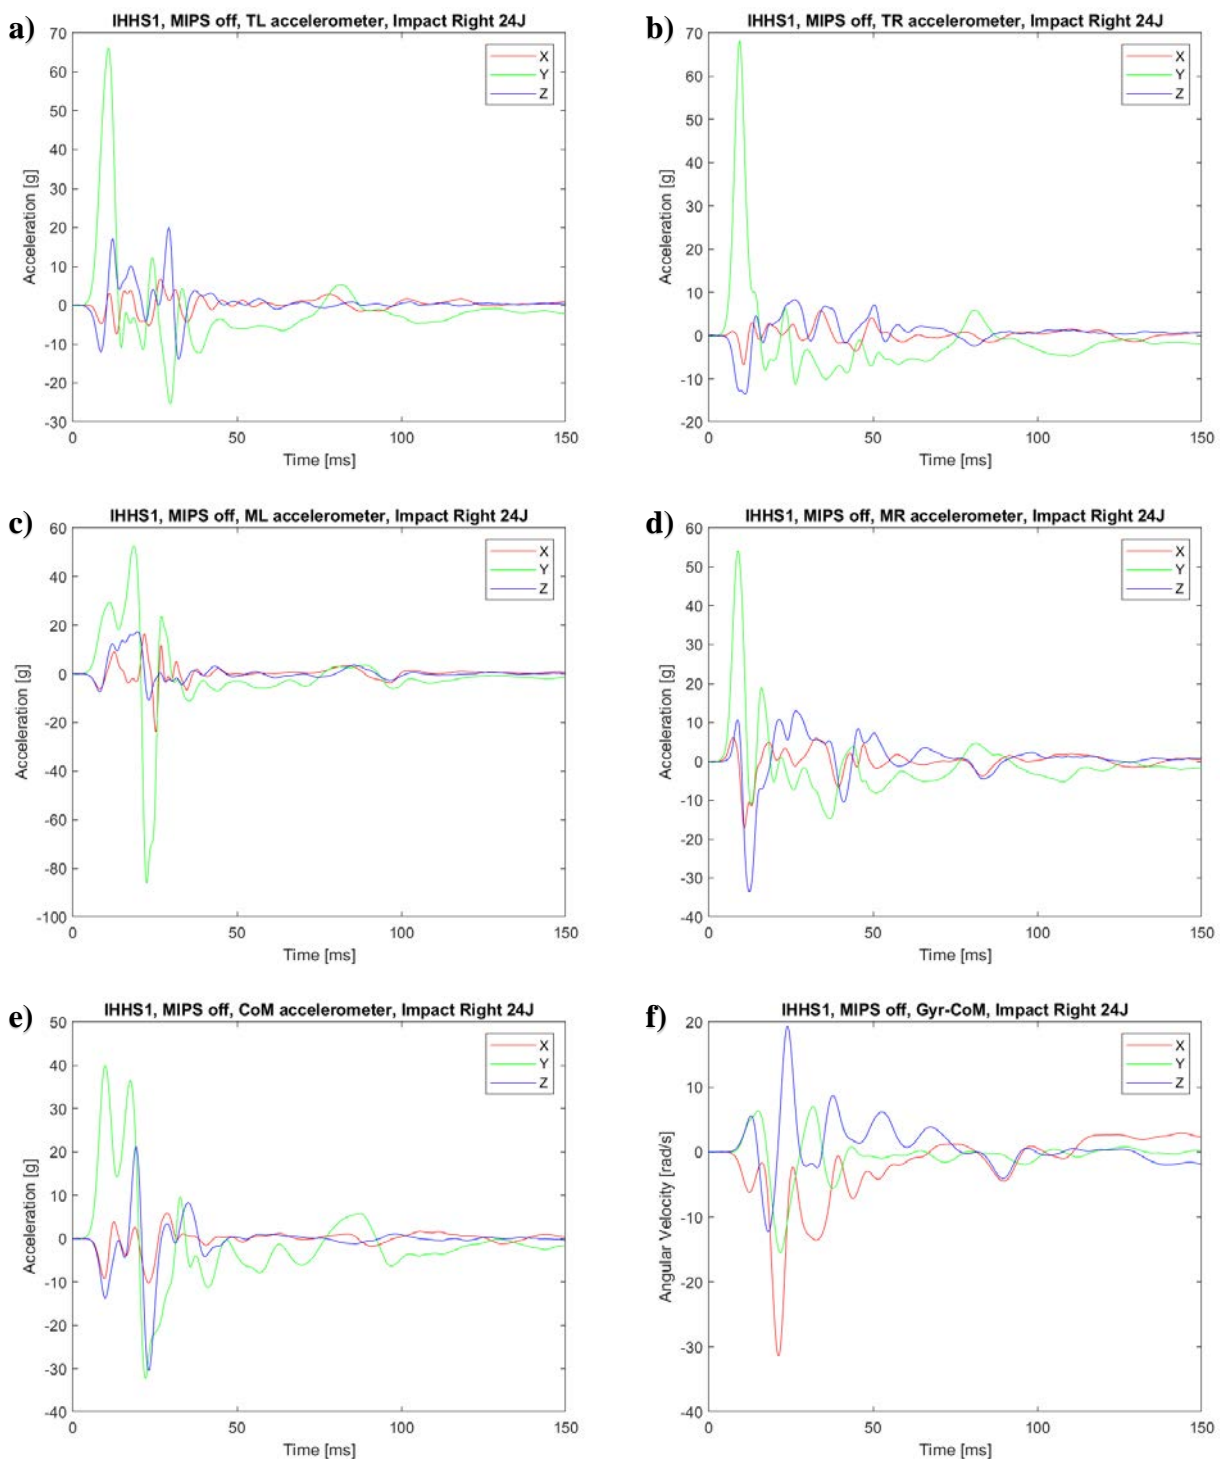 a)
IHHS1, MIPS off, TL accelerometer, Impact Right 24J
70
60
50
40
30
20
10
0
-10
-20
-30
Acceleration [g]
X
Y
Z
0 50 100 150
Time [ms]
b)
IHHS1, MIPS off, TR accelerometer, Impact Right 24J
70
60
50
40
30
20
10
0
-10
-20
Acceleration [g]
X
Y
Z
0 50 100 150
Time [ms]
c)
IHHS1, MIPS off, ML accelerometer, Impact Right 24J
60
40
20
0
-20
-40
-60
-80
-100
Acceleration [g]
X
Y
Z
0 50 100 150
Time [ms]
d)
IHHS1, MIPS off, MR accelerometer, Impact Right 24J
60
50
40
30
20
10
0
-10
-20
-30
-40
Acceleration [g]
X
Y
Z
0 50 100 150
Time [ms]
e)
IHHS1, MIPS off, CoM accelerometer, Impact Right 24J
50
40
30
20
10
0
-10
-20
-30
-40
Acceleration [g]
X
Y
Z
0 50 100 150
Time [ms]
f)
IHHS1, MIPS off, Gyr-CoM, Impact Right 24J
20
10
0
-10
-20
-30
-40
Angular Velocity [rad/s]
X
Y
Z
0 50 100 150
Time [ms]